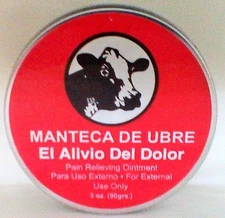 MANTECA DE UBRE
El Alivio Del Dolor
Pain Relieving Ointment
Para Uso Externo • For External
Use Only
3 oz. (90grs.)